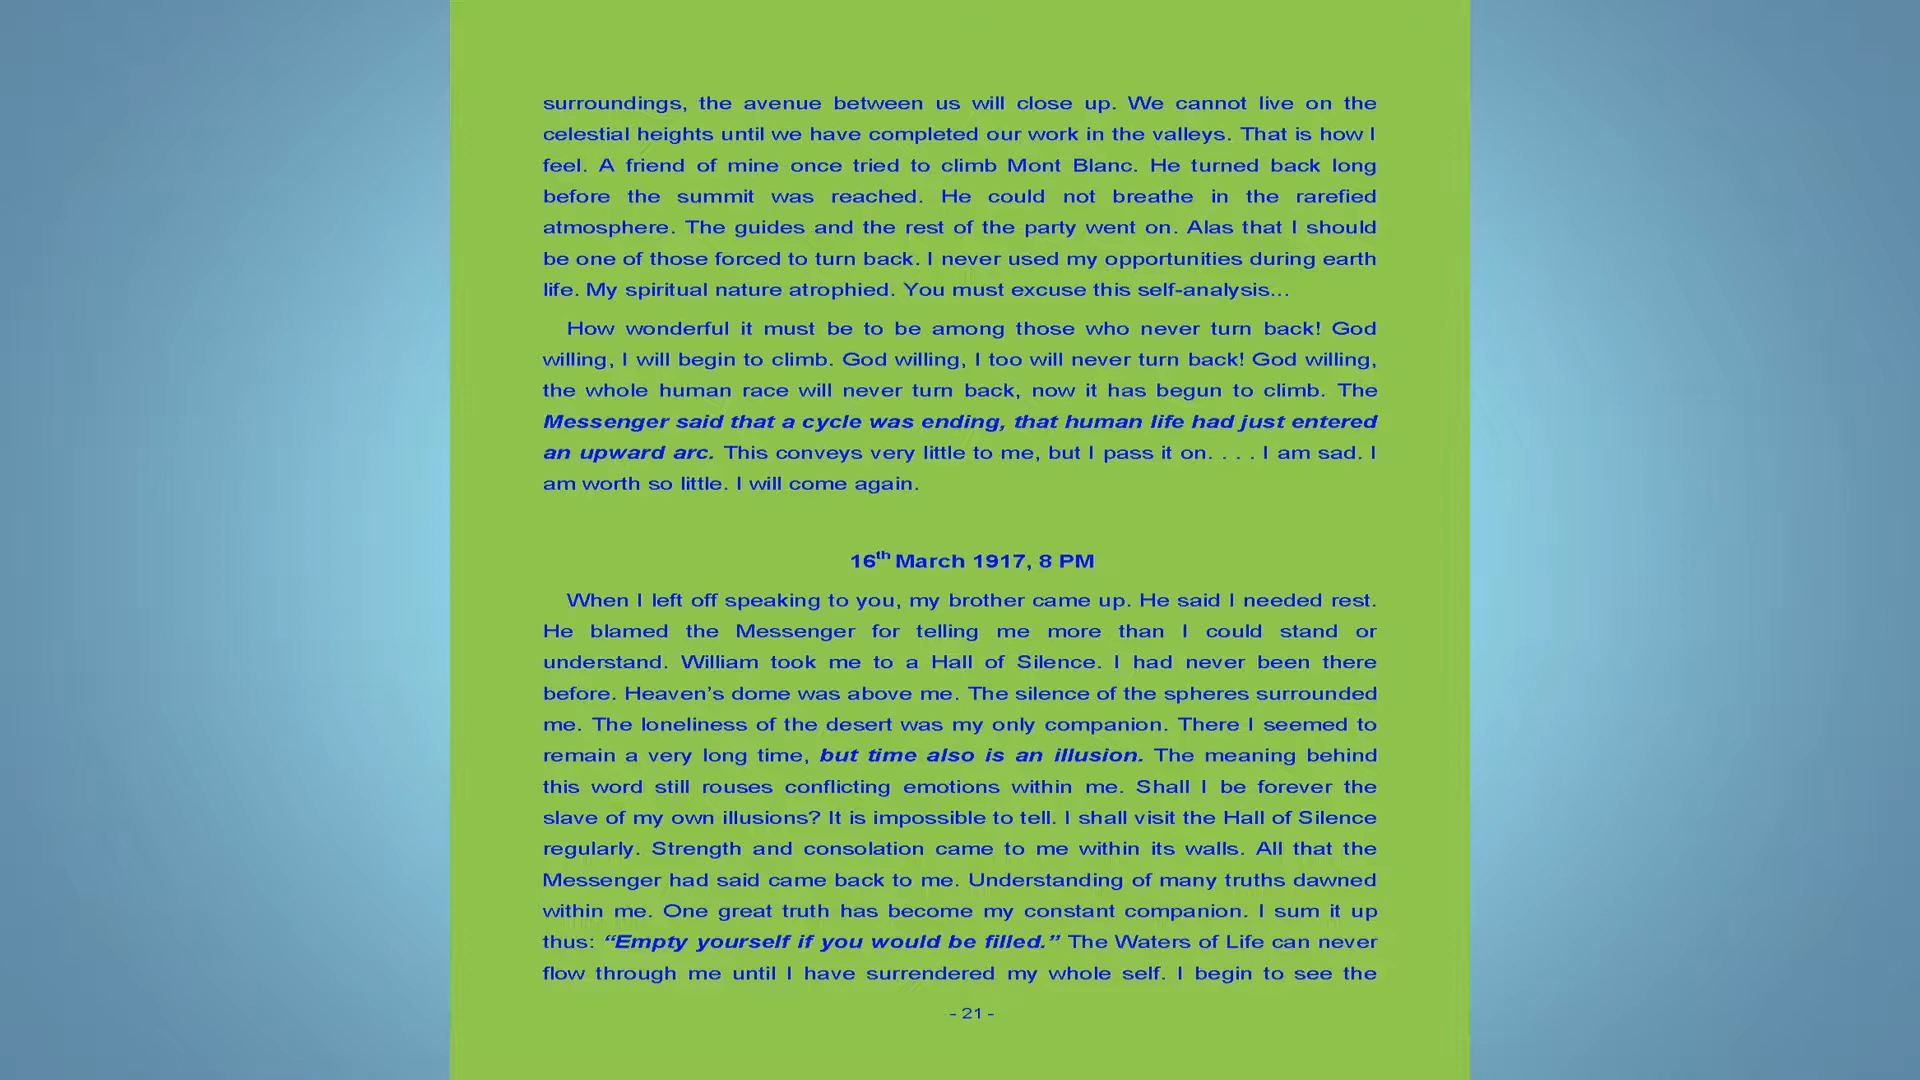 surroundings, the avenue between us will close up. We cannot live on the
celestial heights until we have completed our work in the valleys. That is how I
feel. A friend of mine once tried to climb Mont Blanc. He turned back long
before the summit was reached. He could not breathe in the rarefied
atmosphere. The guides and the rest of the party went on. Alas that I should
be one of those forced to turn back. I never used my opportunities during earth
life. My spiritual nature atrophied. You must excuse this self-analysis...
How wonderful it must be to be among those who never turn back! God
willing, I will begin to climb. God willing, I too will never turn back! God willing,
the whole human race will never turn back, now it has begun to climb. The
Messenger said that a cycle was ending, that human life had just entered
an upward arc. This conveys very little to me, but I pass it on. . . . I am sad. I
am worth so little. I will come again.
16th March 1917, 8 PM
When I left off speaking to you, my brother came up. He said I needed rest.
He blamed the Messenger for telling me more than I could stand or
understand. William took me to a Hall of Silence. I had never been there
before. Heaven’s dome was above me. The silence of the spheres surrounded
me. The loneliness of the desert was my only companion. There I seemed to
remain a very long time, but time also is an illusion. The meaning behind
this word still rouses conflicting emotions within me. Shall I be forever the
slave of my own illusions? It is impossible to tell. I shall visit the Hall of Silence
regularly. Strength and consolation came to me within its walls. All that the
Messenger had said came back to me. Understanding of many truths dawned
within me. One great truth has become my constant companion. I sum it up
thus: “Empty yourself if you would be filled.” The Waters of Life can never
flow through me until I have surrendered my whole self. I begin to see the
- 21 -